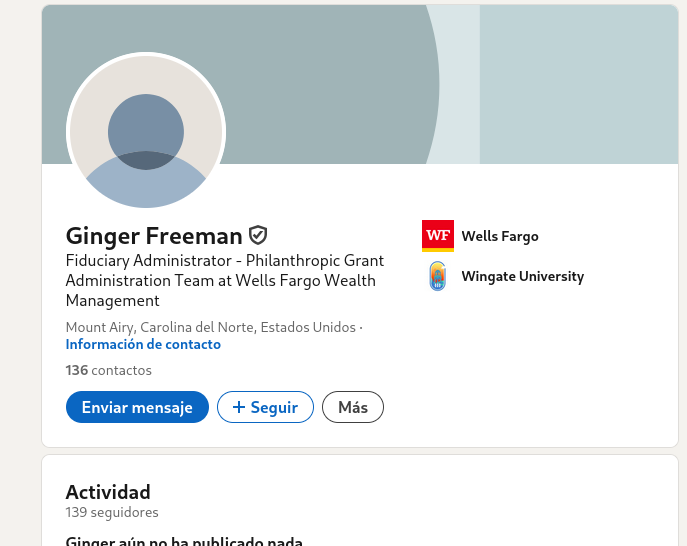 Ginger Freeman
Fiduciary Administrator - Philanthropic Grant
Administration Team at Wells Fargo Wealth
Management
Mount Airy, Carolina del Norte, Estados Unidos ·
Información de contacto
136 contactos
Enviar mensaje
+ Seguir
Más
WF
Wells Fargo
Wingate University
Actividad
139 seguidores
Ginger aún no ha publicado nada